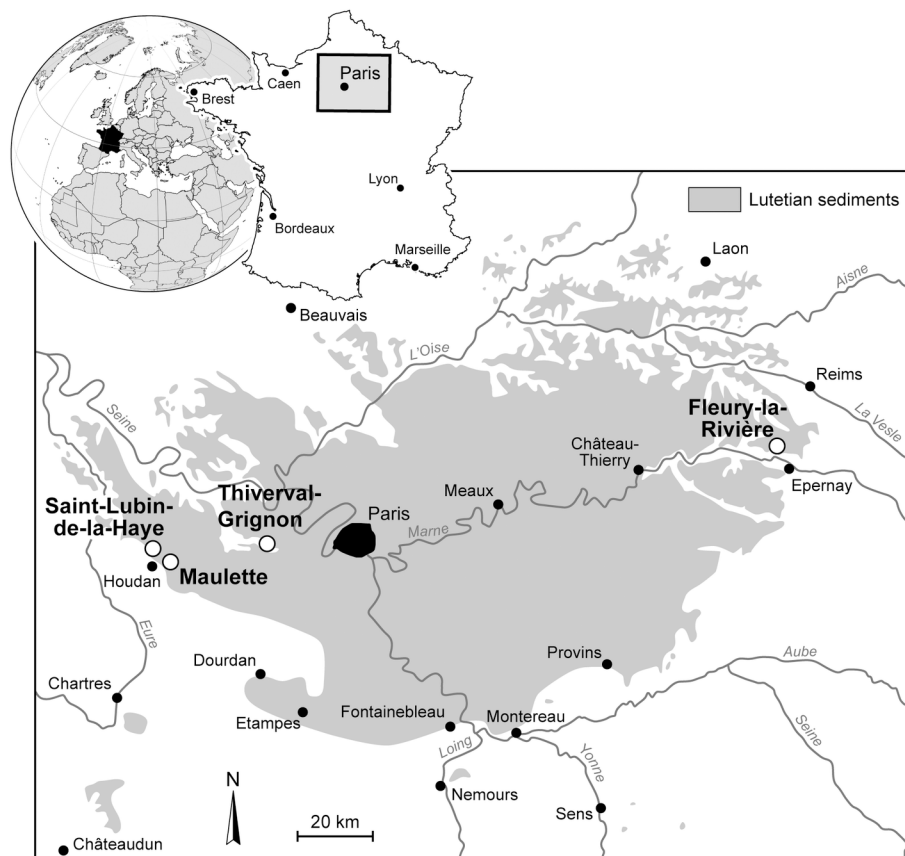 Paris
Caen
Brest
Lyon
Bordeaux
Marseille
Lutetian sediments
Laon
Aisne
Beauvais
L'Oise
Reims
La Vesle
Seine
Fleury-la-
Rivière
Château-
Thierry
Epernay
Meaux
Marne
Thiverval-
Grignon
Paris
Saint-Lubin-
de-la-Haye
Houdan
Maulette
Eure
Chartres
Dourdan
Etampes
Fontainebleau
Provins
Montereau
Aube
Seine
Loing
Yonne
Nemours
Sens
N
20 km
Châteaudun